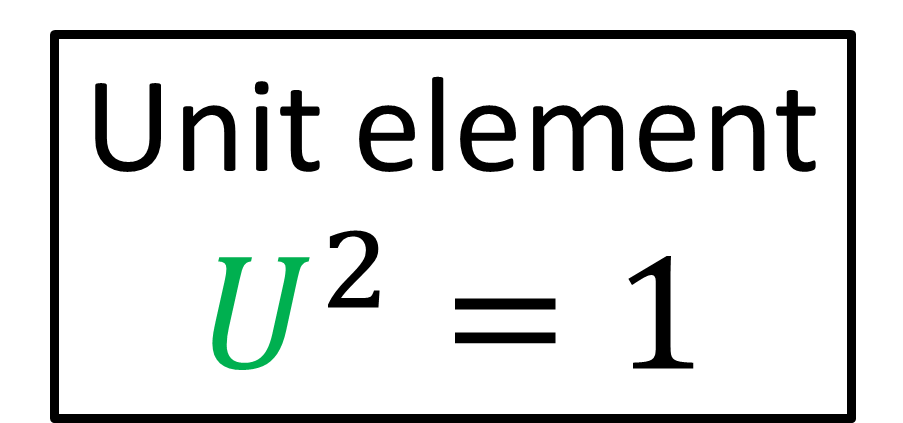 Unit element
U² = 1